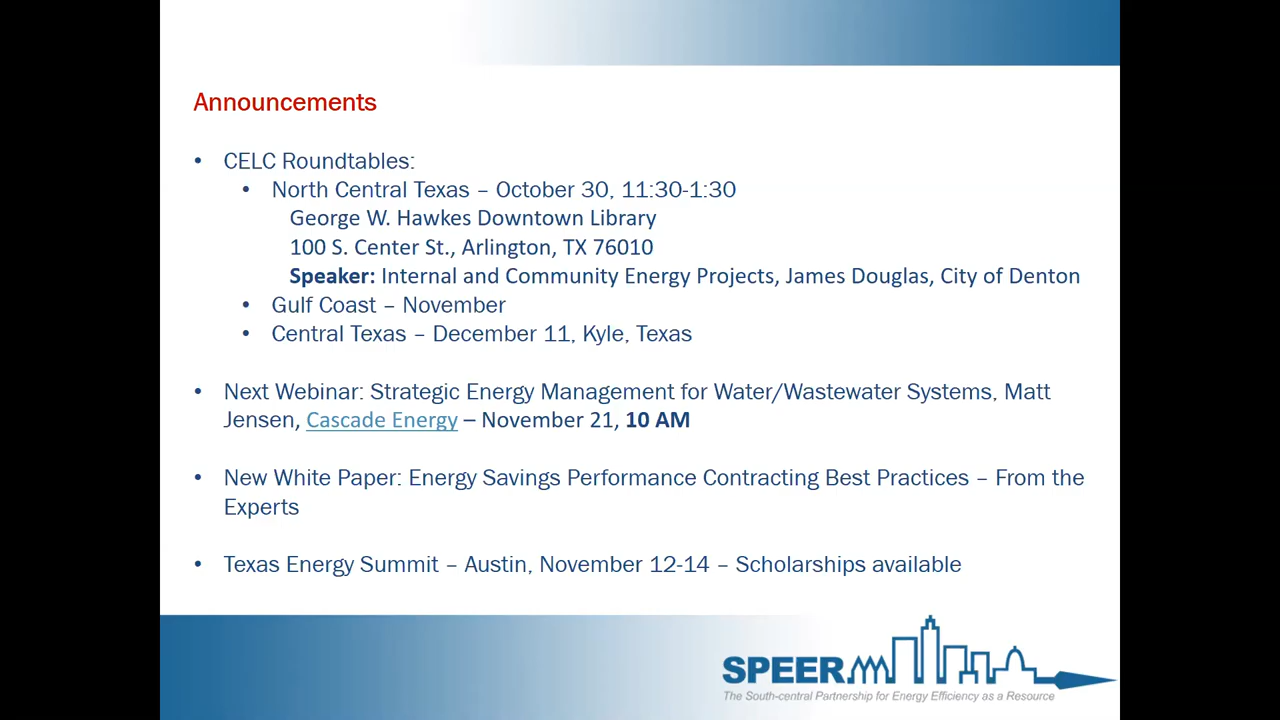 Announcements
• CELC Roundtables:
• North Central Texas – October 30, 11:30-1:30
George W. Hawkes Downtown Library
100 S. Center St., Arlington, TX 76010
Speaker: Internal and Community Energy Projects, James Douglas, City of Denton
• Gulf Coast – November
• Central Texas – December 11, Kyle, Texas
• Next Webinar: Strategic Energy Management for Water/Wastewater Systems, Matt
Jensen, Cascade Energy – November 21, 10 AM
• New White Paper: Energy Savings Performance Contracting Best Practices – From the
Experts
• Texas Energy Summit – Austin, November 12-14 – Scholarships available
SPEER
The South-central Partnership for Energy Efficiency as a Resource